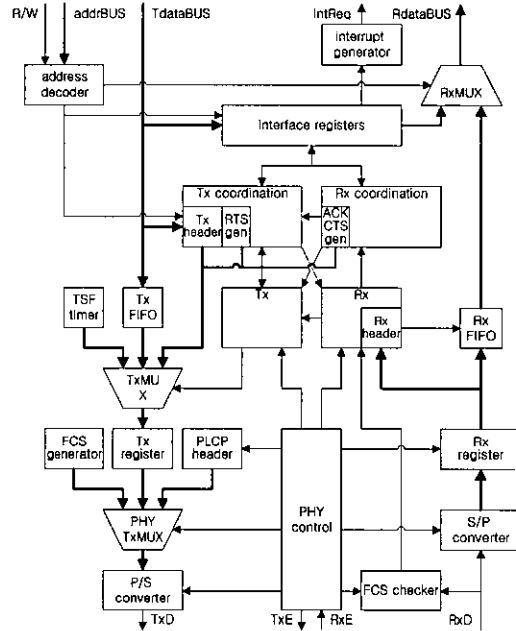 R/W addrBUS TdataBUS IntReq RdataBUS
interrupt
generator
address
decoder
RxMUX
Interface registers
Tx coordination
Rx coordination
Tx
header
RTS
gen
ACK
CTS
gen
Tx
Rx
TSF
timer
Tx
FIFO
Rx
header
Rx
FIFO
TxMU
X
FCS
generator
Tx
register
PLCP
header
PHY
control
Rx
register
PHY
TxMUX
S/P
converter
P/S
converter
FCS checker
TxD TxE RxE RxD